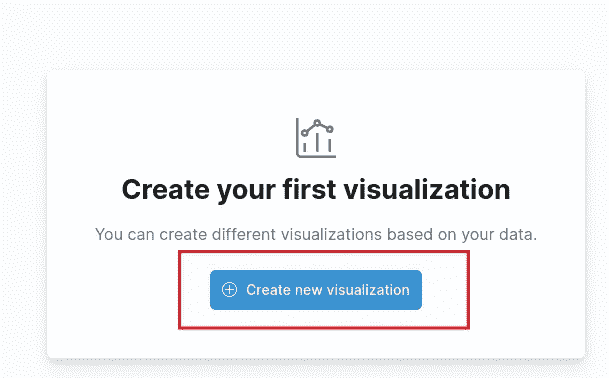 Create your first visualization
You can create different visualizations based on your data.
Create new visualization